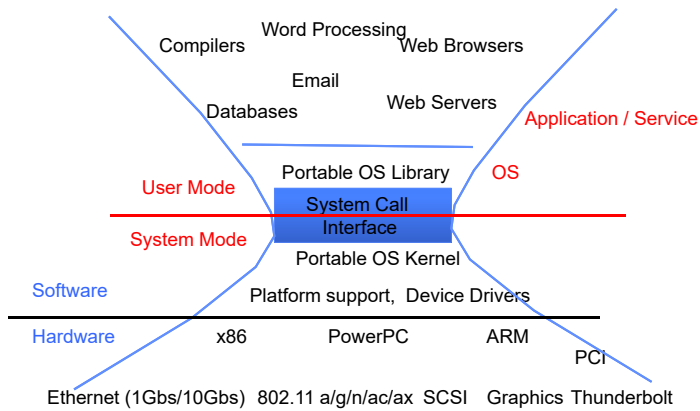 Word Processing
Compilers
Web Browsers
Email
Databases
Web Servers
Application / Service
Portable OS Library
OS
User Mode
System Call
Interface
System Mode
Portable OS Kernel
Software
Platform support, Device Drivers
Hardware
x86
PowerPC
ARM
PCI
Ethernet (1Gbs/10Gbs) 802.11 a/g/n/ac/ax SCSI Graphics Thunderbolt